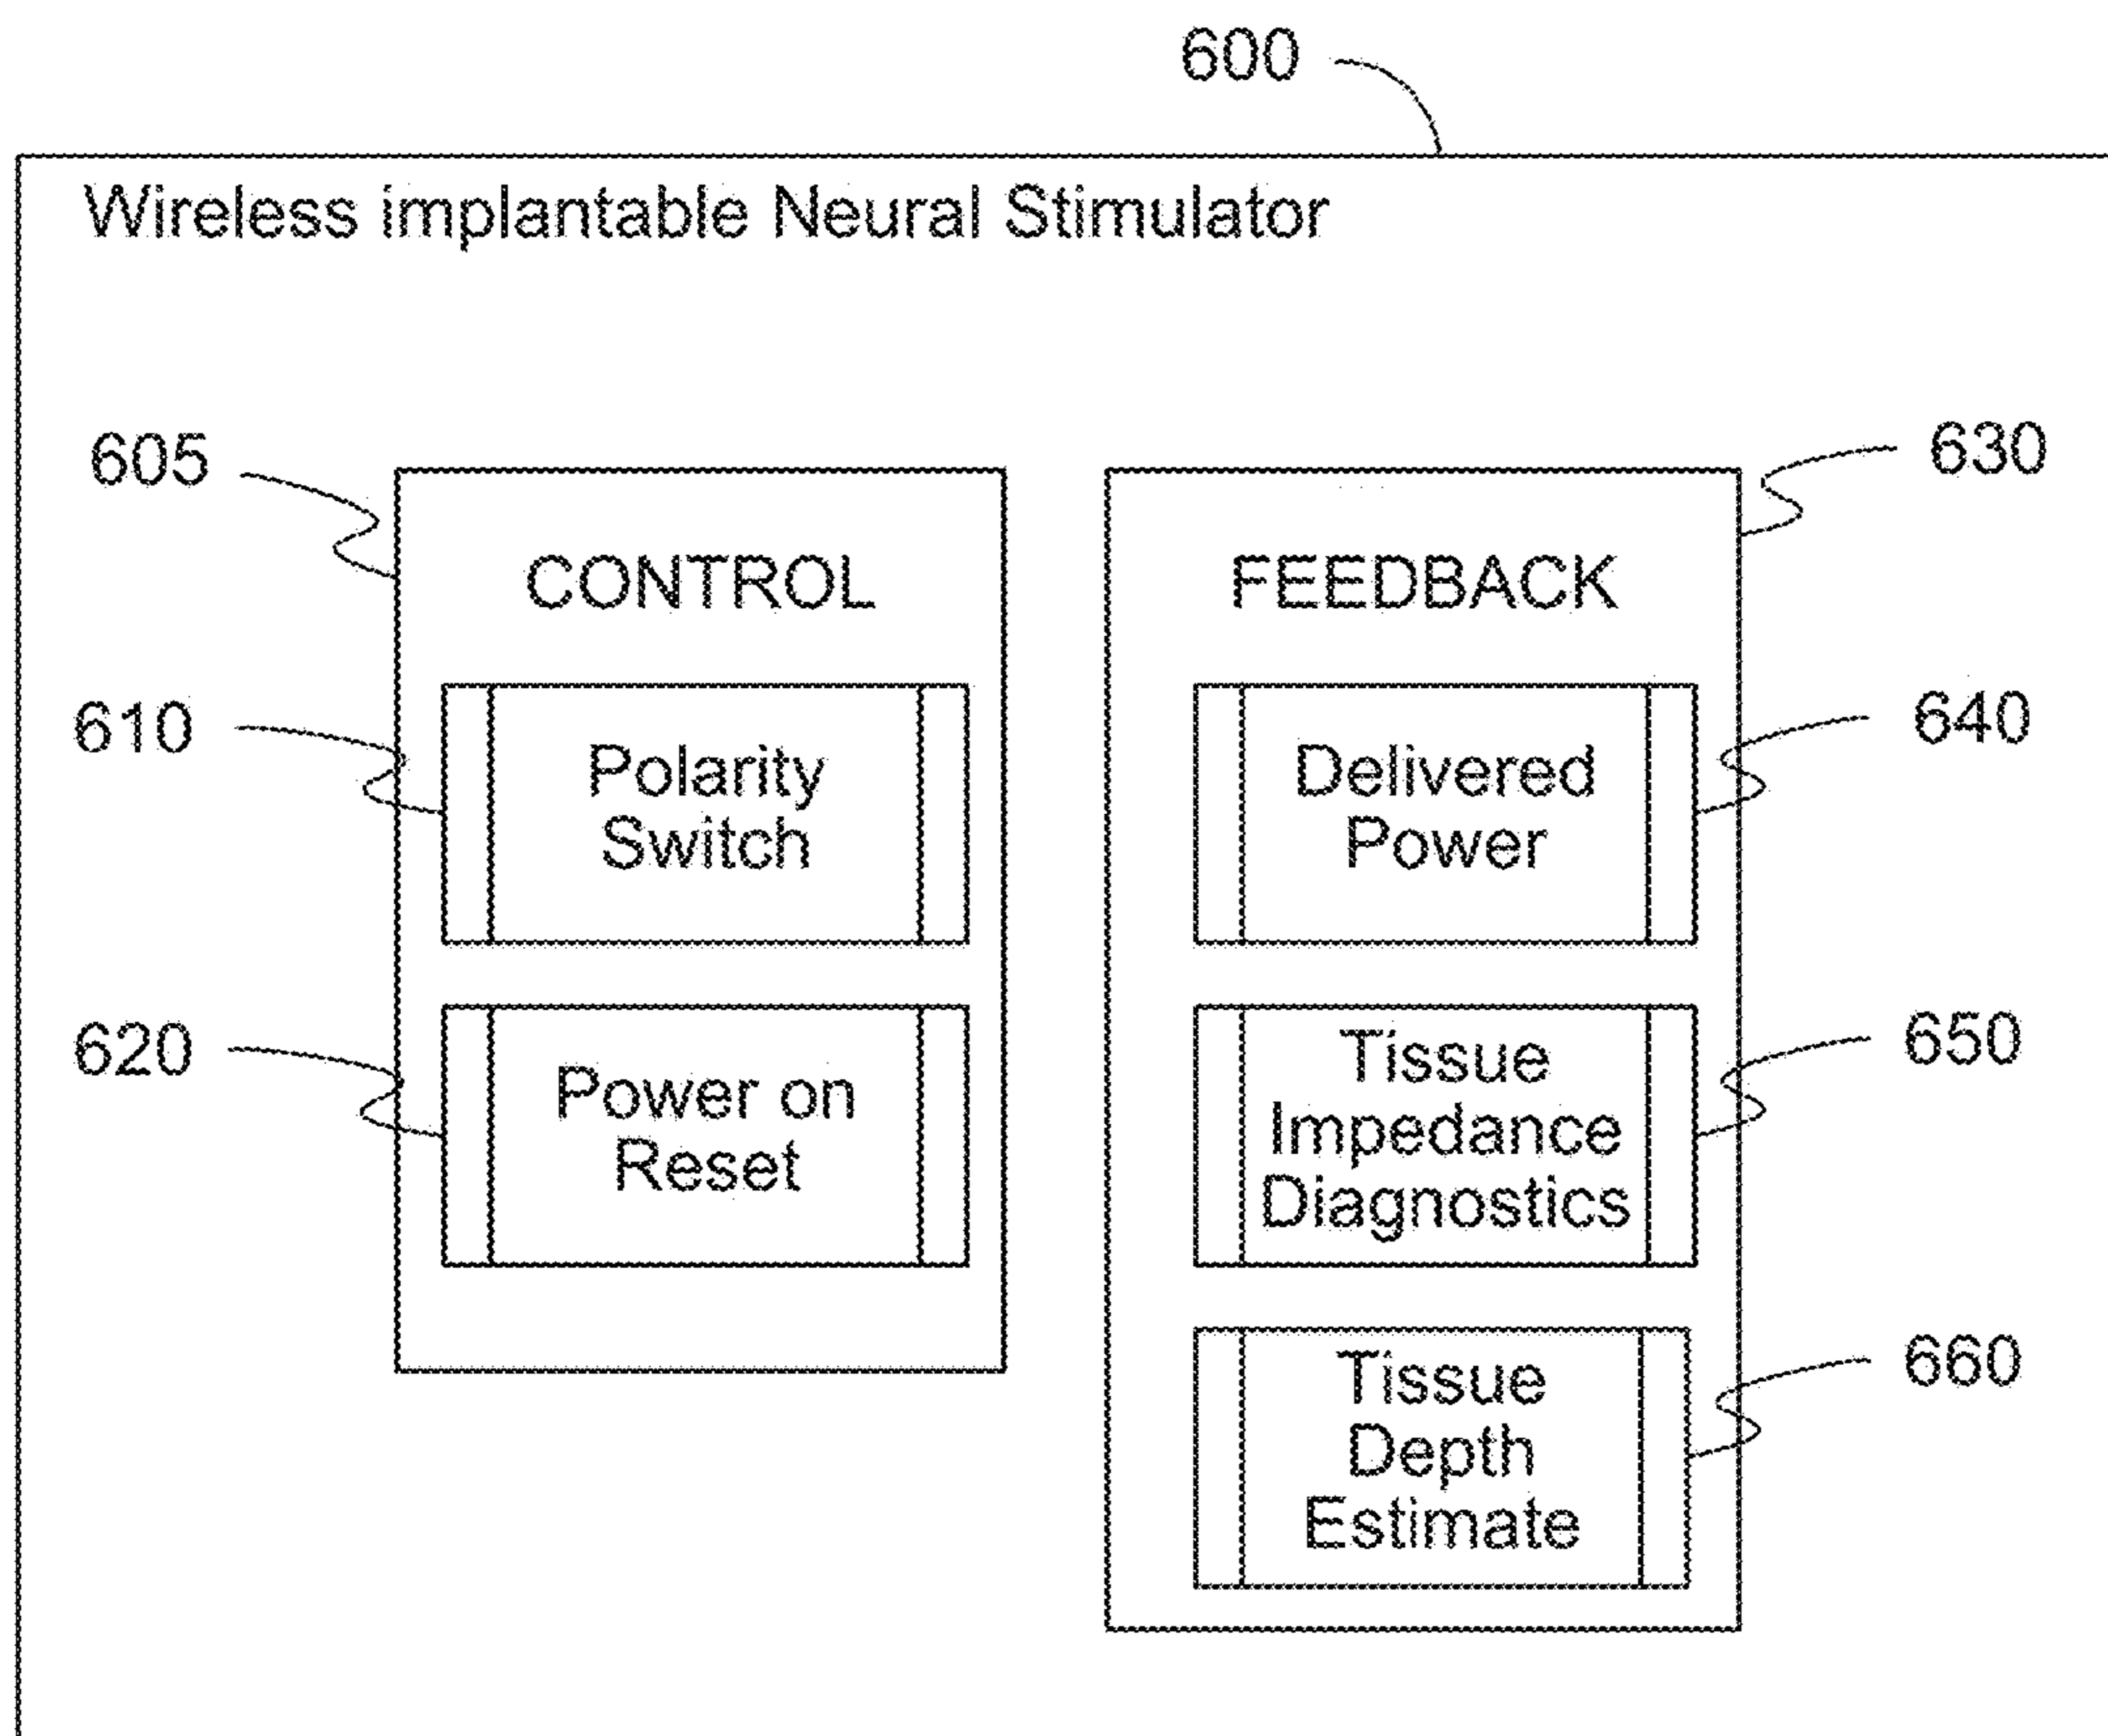 600
Wireless implantable Neural Stimulator
605
CONTROL
610
Polarity
Switch
620
Power on
Reset
630
FEEDBACK
640
Delivered
Power
650
Tissue
Impedance
Diagnostics
660
Tissue
Depth
Estimate